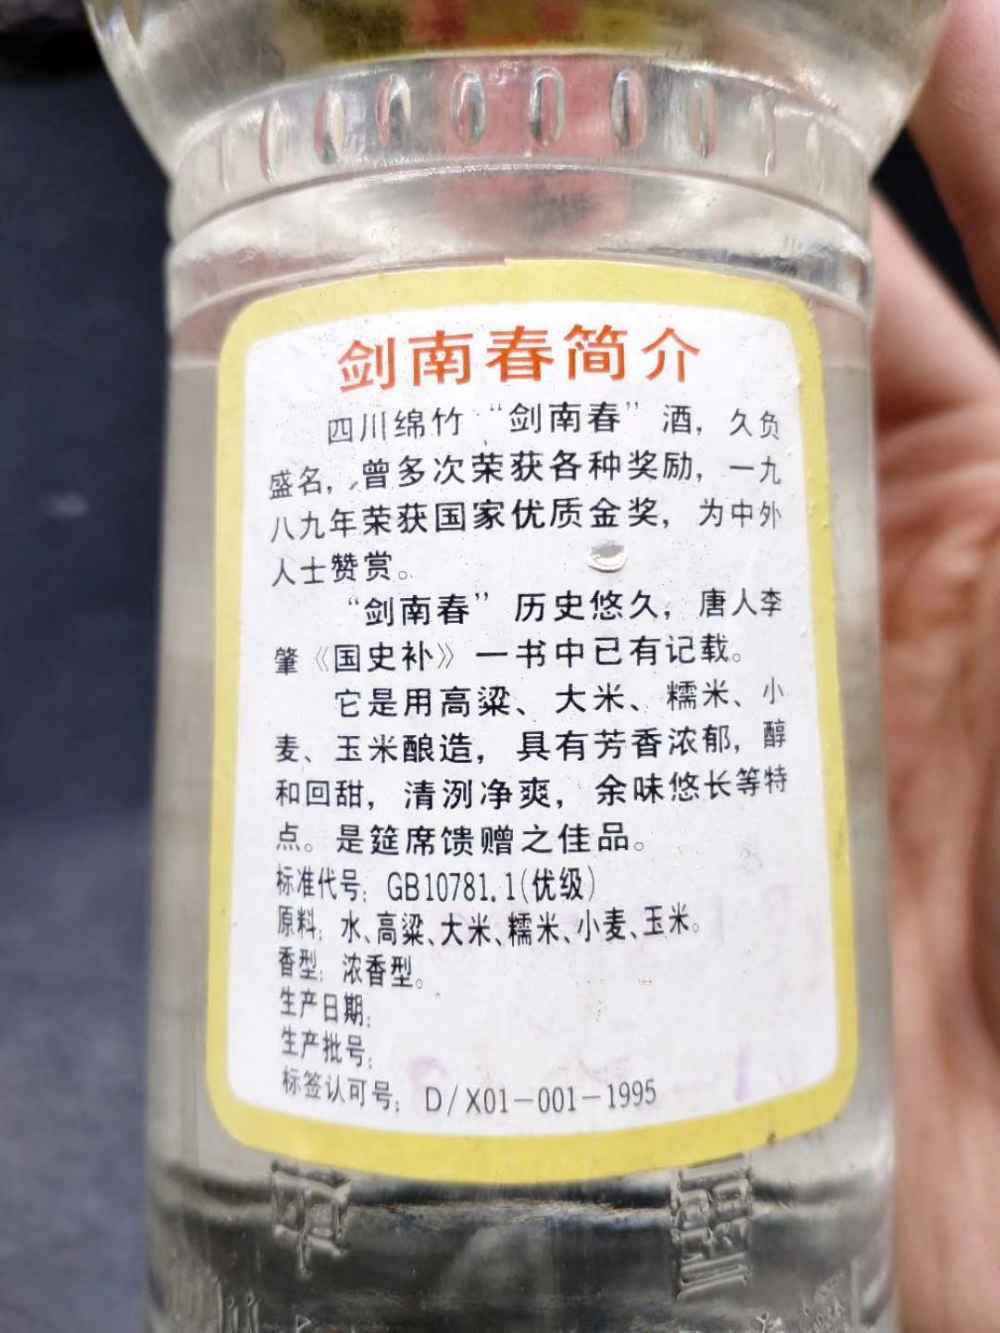 剑南春简介
四川绵竹“剑南春”酒，久负
盛名，曾多次荣获各种奖励，一九
八九年荣获国家优质金奖，为中外
人士赞赏。
“剑南春”历史悠久，唐人李
肇《国史补》一书中已有记载。
它是用高粱、大米、糯米、小
麦、玉米酿造，具有芳香浓郁，醇
和回甜，清洌净爽，余味悠长等特
点。是筵席馈赠之佳品。
标准代号：GB10781.1(优级)
原料：水、高粱、大米、糯米、小麦、玉米。
香型：浓香型。
生产日期：
生产批号：
标签认可号：D/X01-001-1995